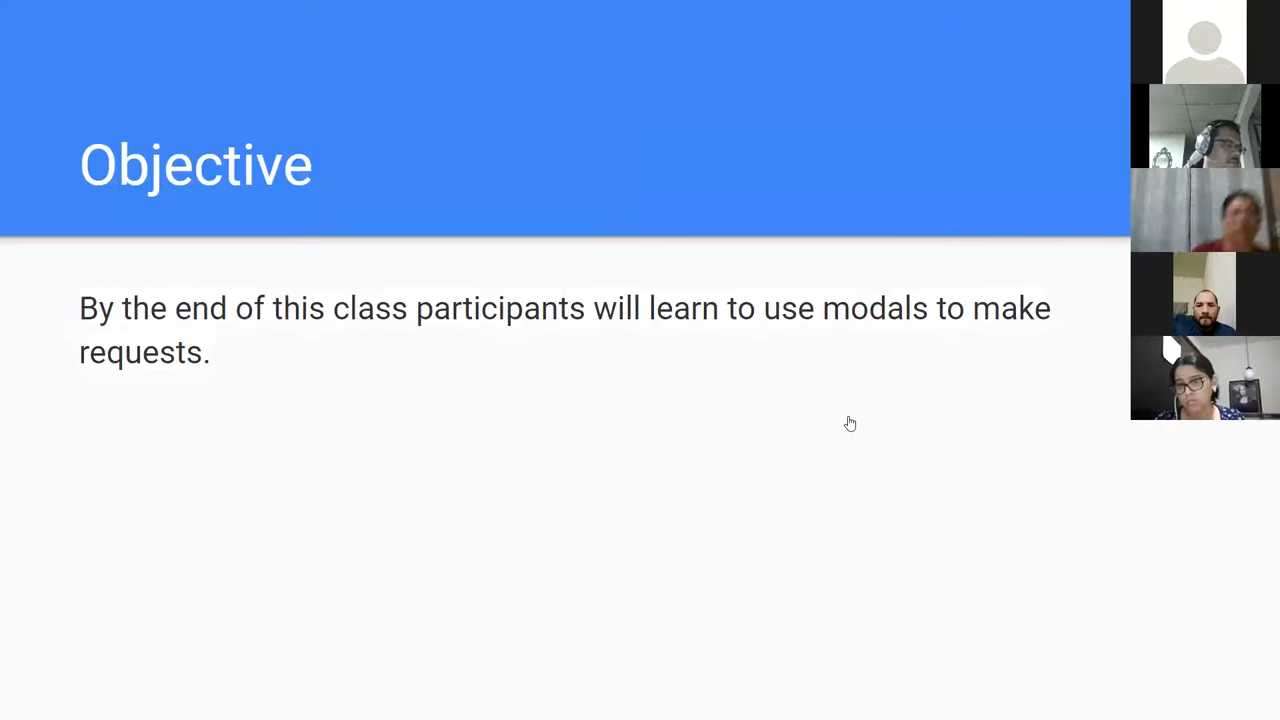 Objective
By the end of this class participants will learn to use modals to make
requests.